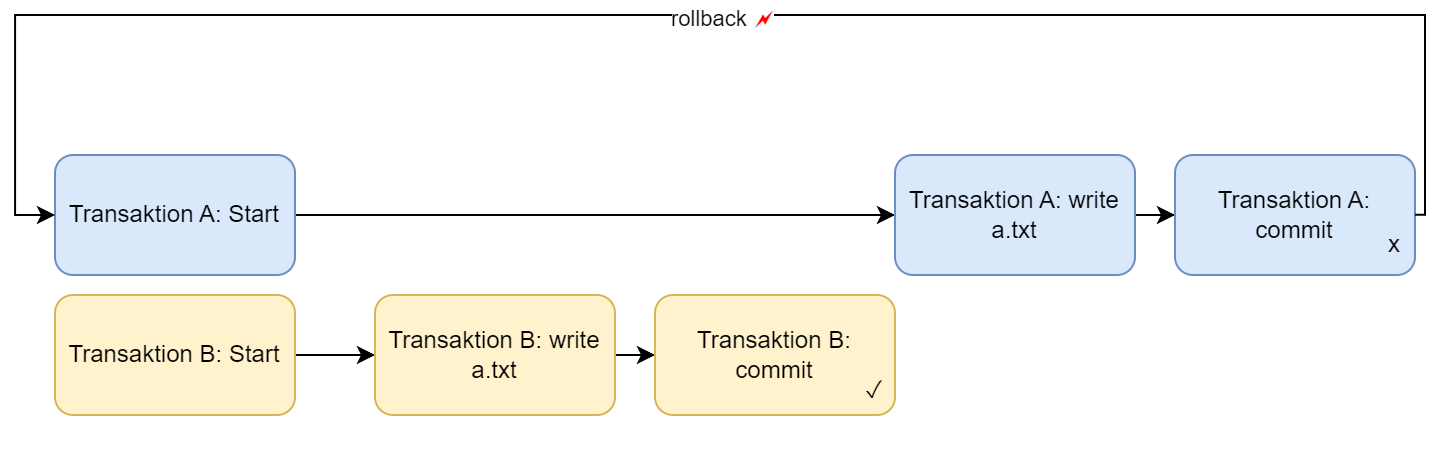 rollback ⚡
Transaktion A: Start
Transaktion A: write
a.txt
Transaktion A:
commit
x
Transaktion B: Start
Transaktion B: write
a.txt
Transaktion B:
commit
✓